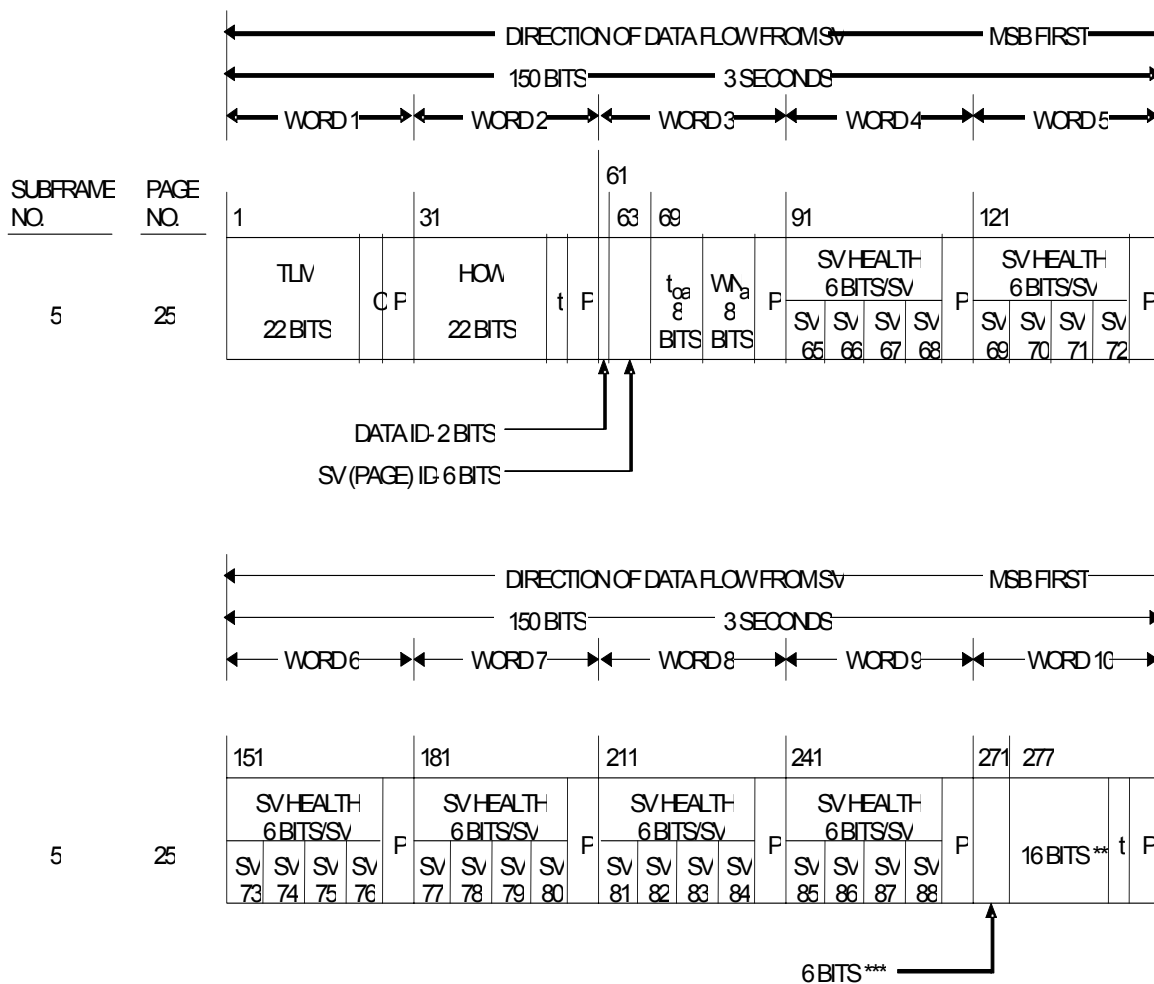 DIRECTION OF DATA FLOW FROM SV MSB FIRST
150 BITS 3 SECONDS
WORD 1 WORD 2 WORD 3 WORD 4 WORD 5
SUBFRAME NO. PAGE NO.
61
1 31 63 69 91 121
5 25
TLM
22 BITS
C P
HOW
22 BITS
t P
toa
8
BITS
WNa
8
BITS
P
SV HEALTH
6 BITS/SV
SV 65 SV 66 SV 67 SV 68
P
SV HEALTH
6 BITS/SV
SV 69 SV 70 SV 71 SV 72
P
DATA ID- 2 BITS
SV (PAGE) ID- 6 BITS
DIRECTION OF DATA FLOW FROM SV MSB FIRST
150 BITS 3 SECONDS
WORD 6 WORD 7 WORD 8 WORD 9 WORD 10
151 181 211 241 271 277
5 25
SV HEALTH
6 BITS/SV
SV 73 SV 74 SV 75 SV 76
P
SV HEALTH
6 BITS/SV
SV 77 SV 78 SV 79 SV 80
P
SV HEALTH
6 BITS/SV
SV 81 SV 82 SV 83 SV 84
P
SV HEALTH
6 BITS/SV
SV 85 SV 86 SV 87 SV 88
P
16 BITS ** t P
6 BITS ***